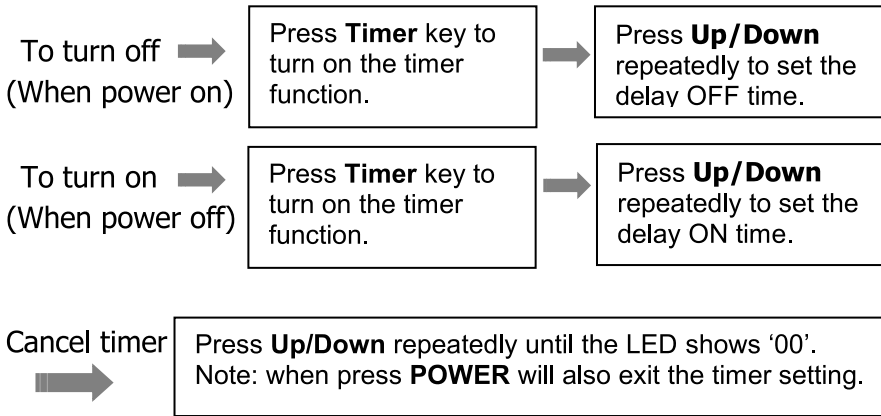 To turn off
(When power on)
Press Timer key to
turn on the timer
function.
Press Up/Down
repeatedly to set the
delay OFF time.
To turn on
(When power off)
Press Timer key to
turn on the timer
function.
Press Up/Down
repeatedly to set the
delay ON time.
Cancel timer
Press Up/Down repeatedly until the LED shows ‘00’.
Note: when press POWER will also exit the timer setting.